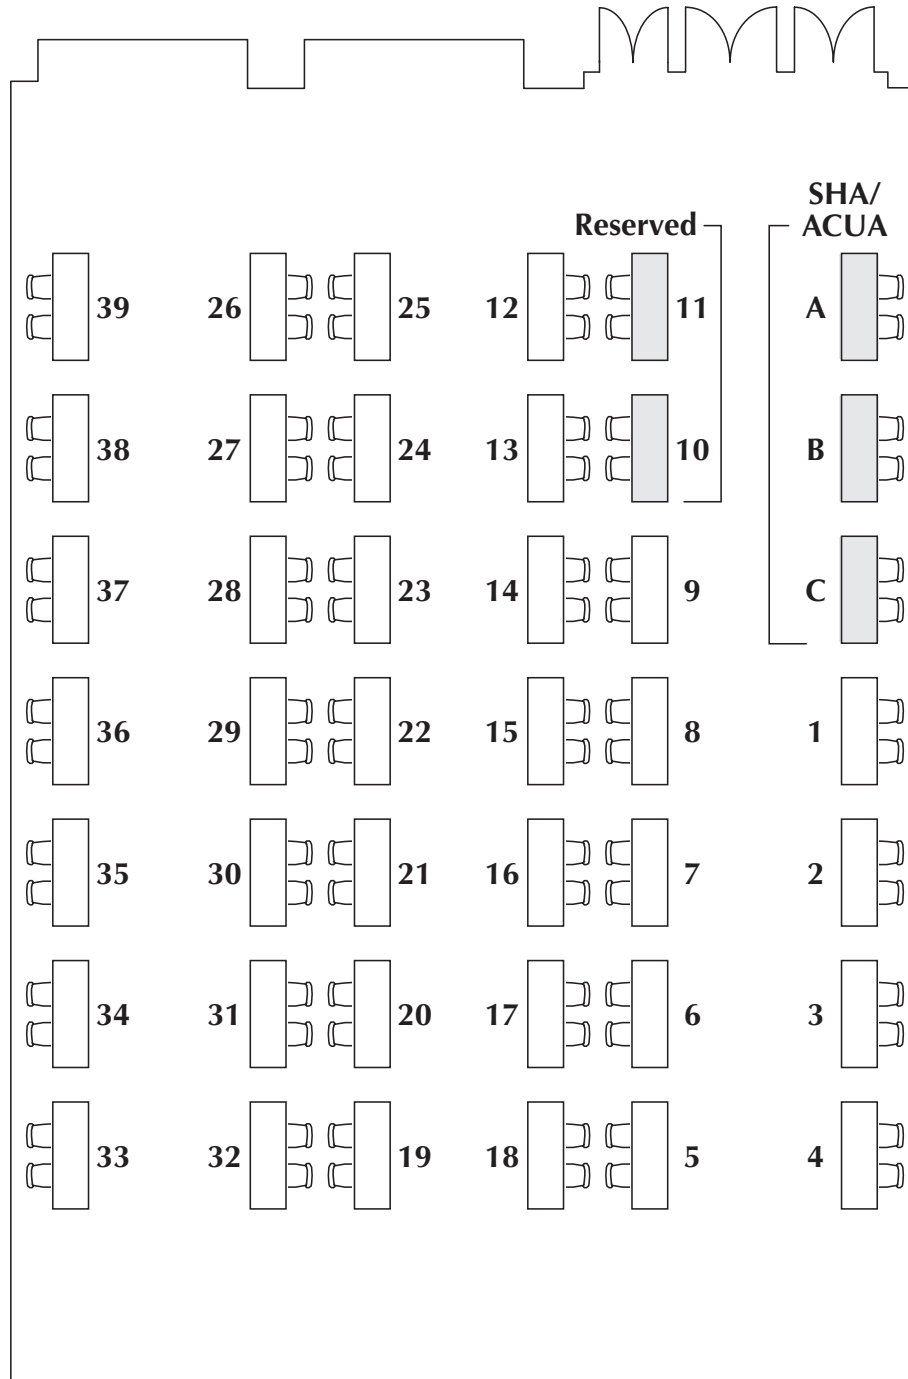 SHA/
Reserved ACUA
39 26 25 12 11 A
38 27 24 13 10 B
37 28 23 14 9 C
36 29 22 15 8 1
35 30 21 16 7 2
34 31 20 17 6 3
33 32 19 18 5 4